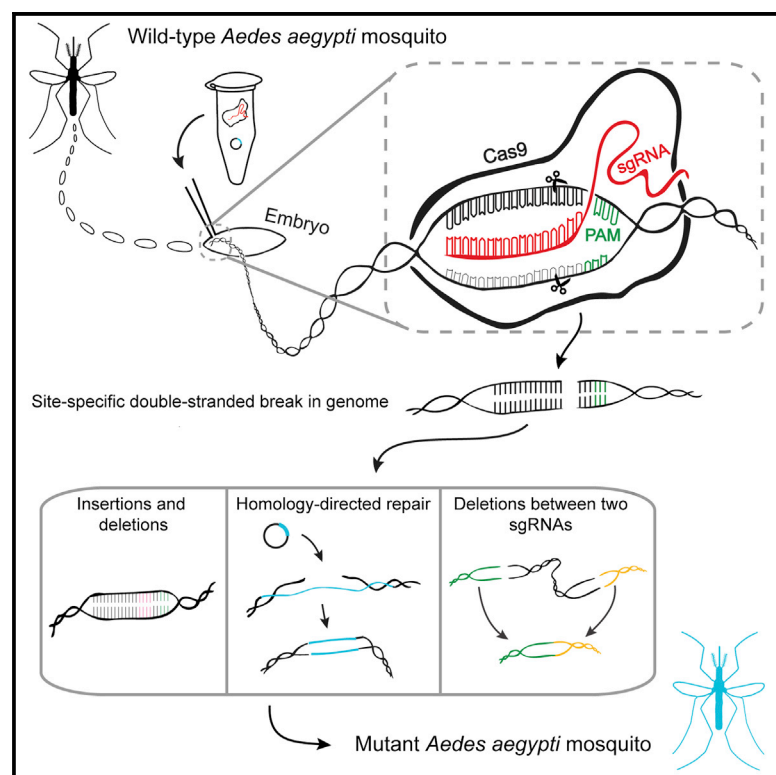 Wild-type Aedes aegypti mosquito
Cas9
sgRNA
Embryo
PAM
Site-specific double-stranded break in genome
Insertions and
deletions
Homology-directed repair
Deletions between two
sgRNAs
Mutant Aedes aegypti mosquito